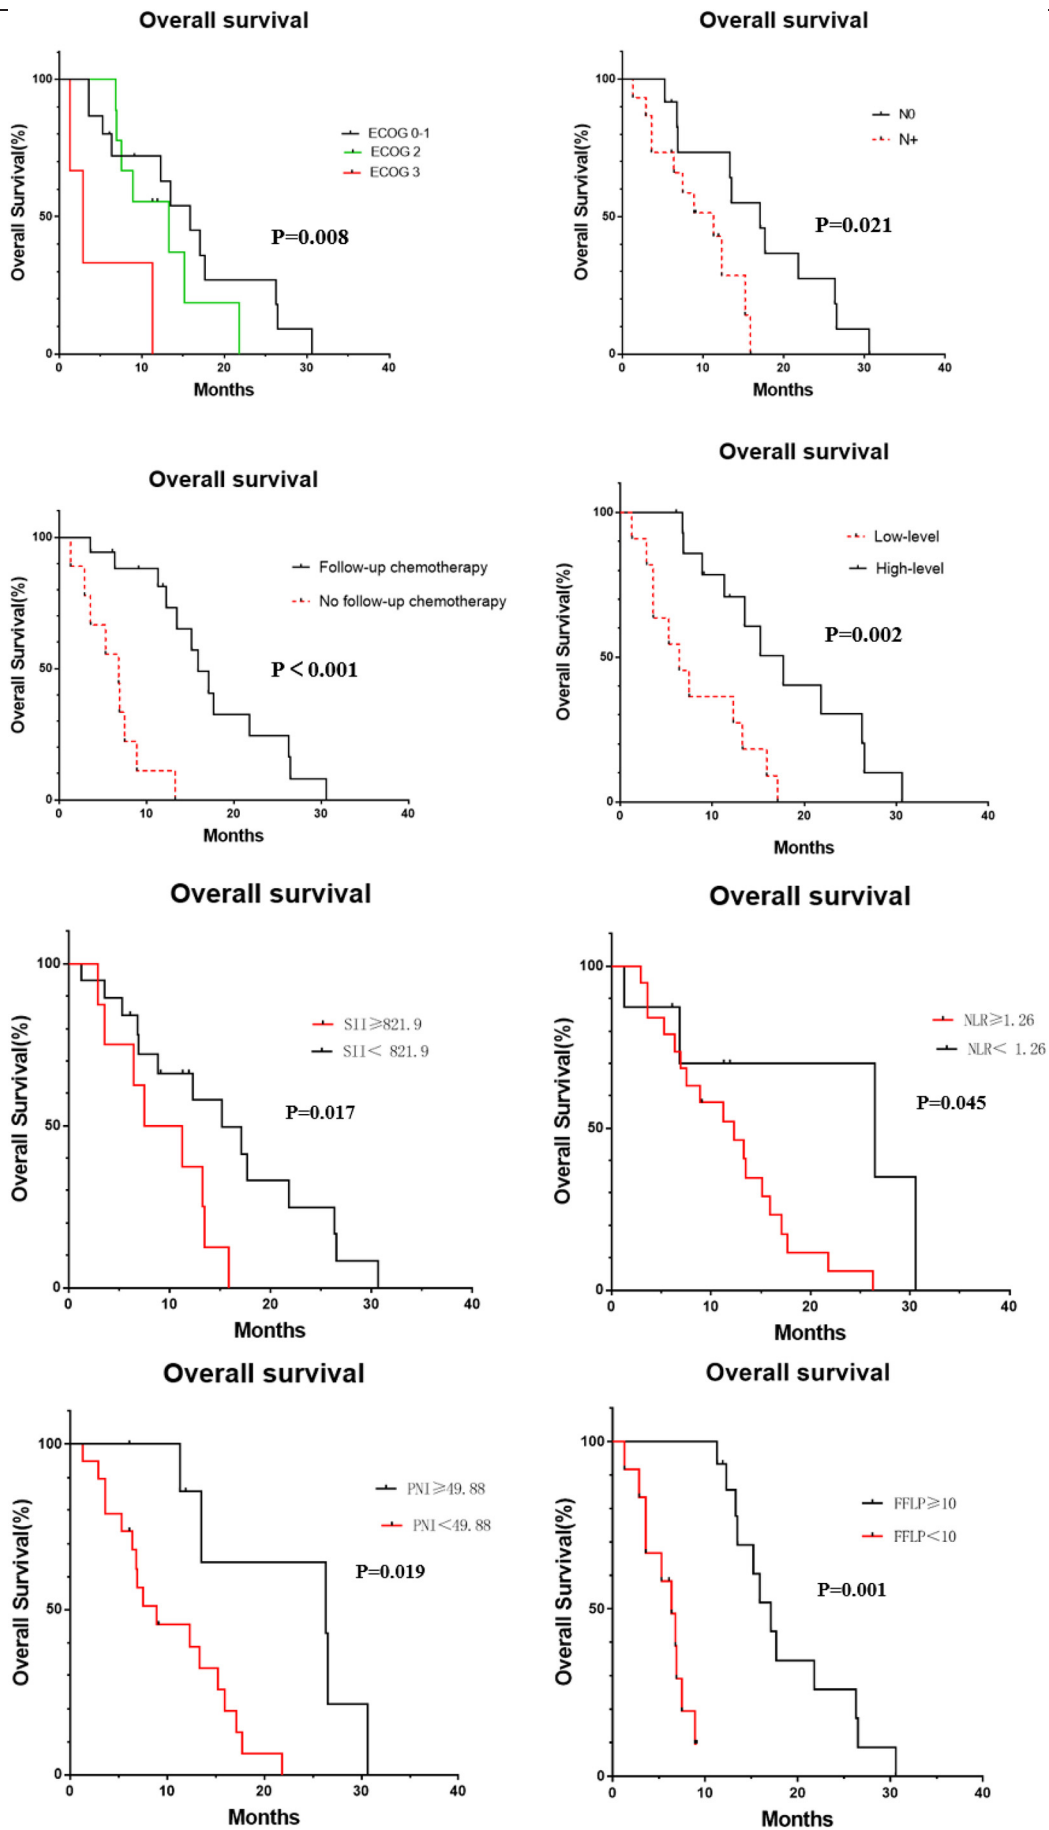 Overall survival
Overall Survival(%)
100
50
0
0 10 20 30 40
Months
ECOG 0-1
ECOG 2
ECOG 3
P=0.008
Overall survival
Overall Survival(%)
100
50
0
0 10 20 30 40
Months
N0
N+
P=0.021
Overall survival
Overall Survival(%)
100
50
0
0 10 20 30 40
Months
Follow-up chemotherapy
No follow-up chemotherapy
P<0.001
Overall survival
Overall Survival(%)
100
50
0
0 10 20 30 40
Months
Low-level
High-level
P=0.002
Overall survival
Overall Survival(%)
100
50
0
0 10 20 30 40
Months
SII≥821.9
SII< 821.9
P=0.017
Overall survival
Overall Survival(%)
100
50
0
0 10 20 30 40
Months
NLR≥1.26
NLR< 1.26
P=0.045
Overall survival
Overall Survival(%)
100
50
0
0 10 20 30 40
Months
PNI≥49.88
PNI<49.88
P=0.019
Overall survival
Overall Survival(%)
100
50
0
0 10 20 30 40
Months
FFLP≥10
FFLP<10
P=0.001